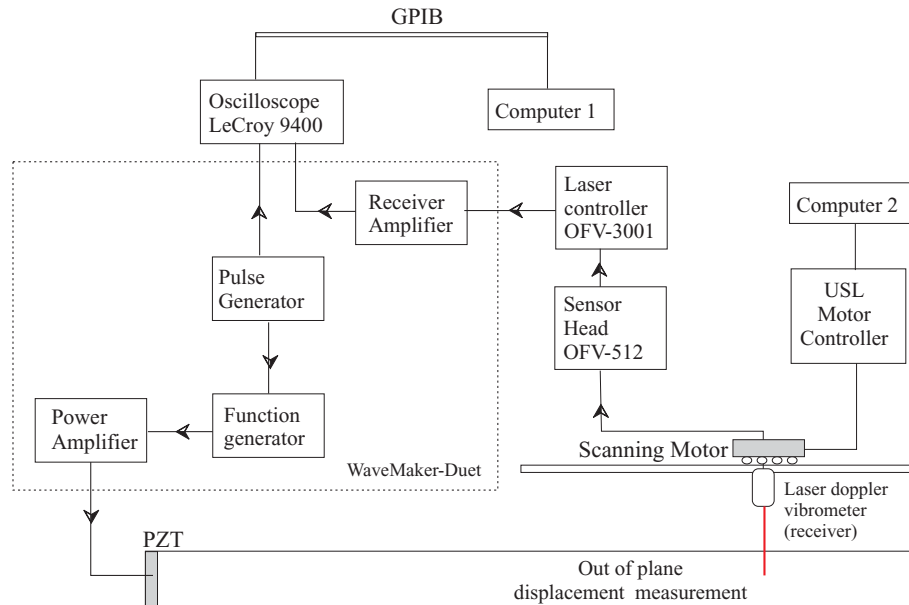 GPIB
Oscilloscope
LeCroy 9400
Computer 1
Receiver
Amplifier
Laser
controller
OFV-3001
Computer 2
Pulse
Generator
Sensor
Head
OFV-512
USL
Motor
Controller
Power
Amplifier
Function
generator
WaveMaker-Duet
Scanning Motor
Laser doppler
vibrometer
(receiver)
PZT
Out of plane
displacement measurement